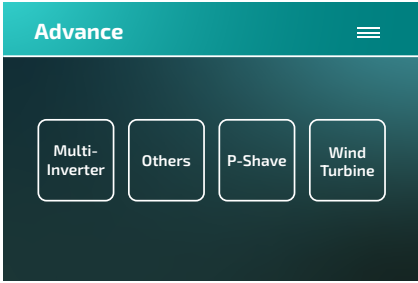 Advance
Multi-
Inverter
Others
P-Shave
Wind
Turbine